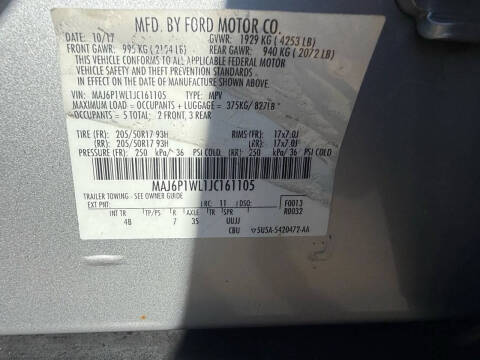 MFD. BY FORD MOTOR CO.
10/17 GVWR: 1929 KG (4253 LB)
FRONT GAWR: 995 KG (2194 LB) REAR GAWR: 940 KG (2072 LB)
THIS VEHICLE CONFORMS TO ALL APPLICABLE FEDERAL MOTOR
VEHICLE SAFETY AND THEFT PREVENTION STANDARDS
IN EFFECT ON THE DATE OF MANUFACTURE SHOWN ABOVE.
VIN: MAJ6P1WL1JC161105 TYPE: MPV
MAXIMUM LOAD = OCCUPANTS + LUGGAGE = 375KG/827LB
OCCUPANTS = 5 TOTAL 2 FRONT, 3 REAR
TIRE (FR) 205/50R17 93H RIMS (FR) 17x7.0J
(RR) 205/50R17 93H (RR) 17x7.0J
PRESSURE (FR) 250 kPa/ 36 PSI COLD (RR) 250 kPa/ 36 PSI COLD
MAJ6P1WL1JC161105
TRAILER TOWING - SEE OWNER GUIDE
EXT PNT: RC: 11 DSO: F0013
R0032
INT TR TP/PS R AXLE TR SPR
4B 7 3S UUJJ
CBU 5U5A-5420472-AA